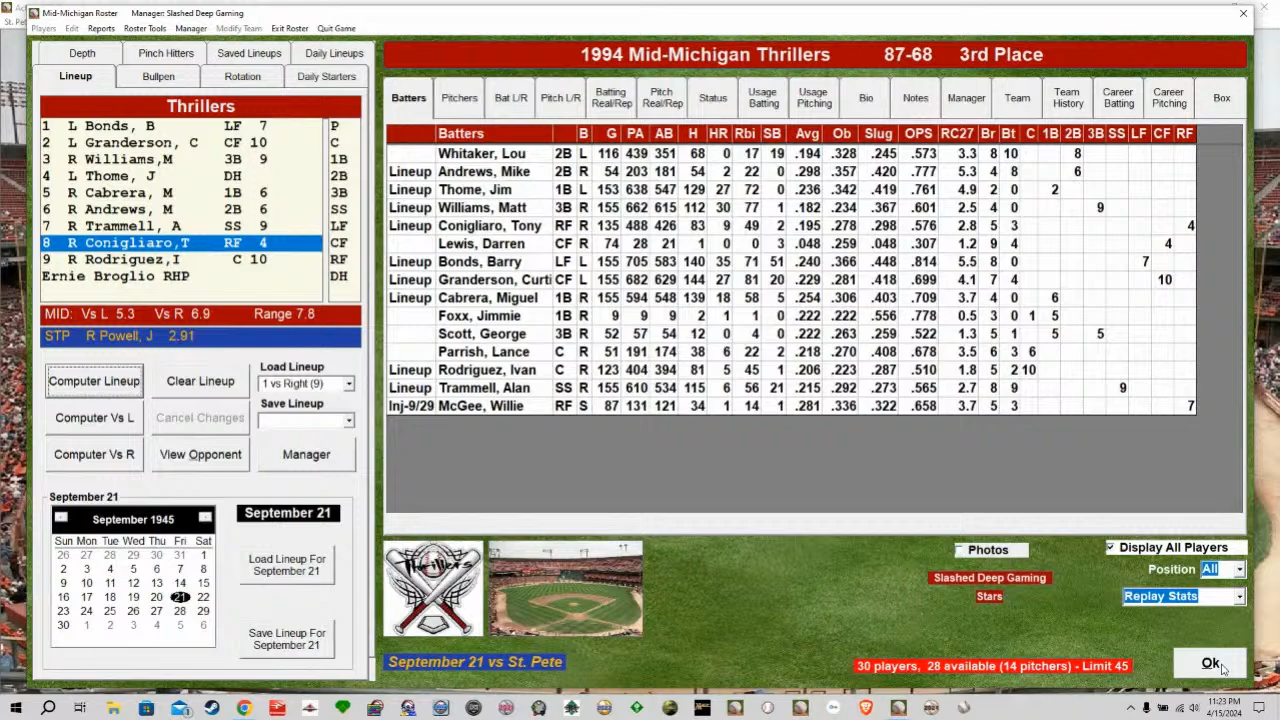 Mid-Michigan Roster Manager: Slashed Deep Gaming
Players Edit Reports Roster Tools Manager Modify Team Exit Roster Quit Game
Depth Pinch Hitters Saved Lineups Daily Lineups
Lineup Bullpen Rotation Daily Starters
Thrillers
1 L Bonds, B LF 7 P
2 L Granderson, C CF 10 C
3 R Williams,M 3B 9 1B
4 L Thome, J DH 2B
5 R Cabrera, M 1B 6 3B
6 R Andrews, M 2B 6 SS
7 R Trammell, A SS 9 LF
8 R Conigliaro,T RF 4 CF
9 R Rodriguez,I C 10 RF
Ernie Broglio RHP DH
MID: Vs L 5.3 Vs R 6.9 Range 7.8
STP R Powell, J 2.91
Computer Lineup Clear Lineup Load Lineup
1 vs Right (9)
Save Lineup
Computer Vs L Cancel Changes
Computer Vs R View Opponent Manager
September 21
September 1945
September 21
Sun Mon Tue Wed Thu Fri Sat
26 27 28 29 30 31 1
2 3 4 5 6 7 8
9 10 11 12 13 14 15
16 17 18 19 20 21 22
23 24 25 26 27 28 29
30 1 2 3 4 5 6
Load Lineup For
September 21
Save Lineup For
September 21
1994 Mid-Michigan Thrillers 87-68 3rd Place
Batters Pitchers Bat L/R Pitch L/R Batting Real/Rep Pitch Real/Rep Status Usage Batting Usage Pitching Bio Notes Manager Team Team History Career Batting Career Pitching Box
Batters B G PA AB H HR Rbi SB Avg Ob Slug OPS RC27 Br Bt C 1B 2B 3B SS LF CF RF
Whitaker, Lou 2B L 116 439 351 68 0 17 19 .194 .328 .245 .573 3.3 8 10 8
Lineup Andrews, Mike 2B R 54 203 181 54 2 22 0 .298 .357 .420 .777 5.3 4 8 6
Lineup Thome, Jim 1B L 153 638 547 129 27 72 0 .236 .342 .419 .761 4.9 2 0 2
Lineup Williams, Matt 3B R 155 662 615 112 30 77 1 .182 .234 .367 .601 2.5 4 0 9
Lineup Conigliaro, Tony RF R 135 488 426 83 9 49 2 .195 .278 .298 .576 2.8 5 3 4
Lewis, Darren CF R 74 28 21 1 0 0 3 .048 .259 .048 .307 1.2 9 4 4
Lineup Bonds, Barry LF L 155 705 583 140 35 71 51 .240 .366 .448 .814 5.5 8 0 7
Lineup Granderson, Curti CF L 155 682 629 144 27 81 20 .229 .281 .418 .699 4.1 7 4 10
Lineup Cabrera, Miguel 1B R 155 594 548 139 18 58 5 .254 .306 .403 .709 3.7 4 0 6
Foxx, Jimmie 1B R 9 9 9 2 1 1 0 .222 .222 .556 .778 0.5 3 0 1 5
Scott, George 3B R 52 57 54 12 0 4 0 .222 .263 .259 .522 1.3 5 1 5 5
Parrish, Lance C R 51 191 174 38 6 22 2 .218 .270 .408 .678 3.5 6 3 6
Lineup Rodriguez, Ivan C R 123 404 394 81 5 45 1 .206 .223 .287 .510 1.8 5 2 10
Lineup Trammell, Alan SS R 155 610 534 115 6 56 21 .215 .292 .273 .565 2.7 8 9 9
Inj-9/29 McGee, Willie RF S 87 131 121 34 1 14 1 .281 .336 .322 .658 3.7 5 3 7
Thrillers
Photos
Slashed Deep Gaming
Stars
Display All Players
Position All
Replay Stats
September 21 vs St. Pete
30 players, 28 available (14 pitchers) - Limit 45
Ok
11:23 PM
4/15/2024